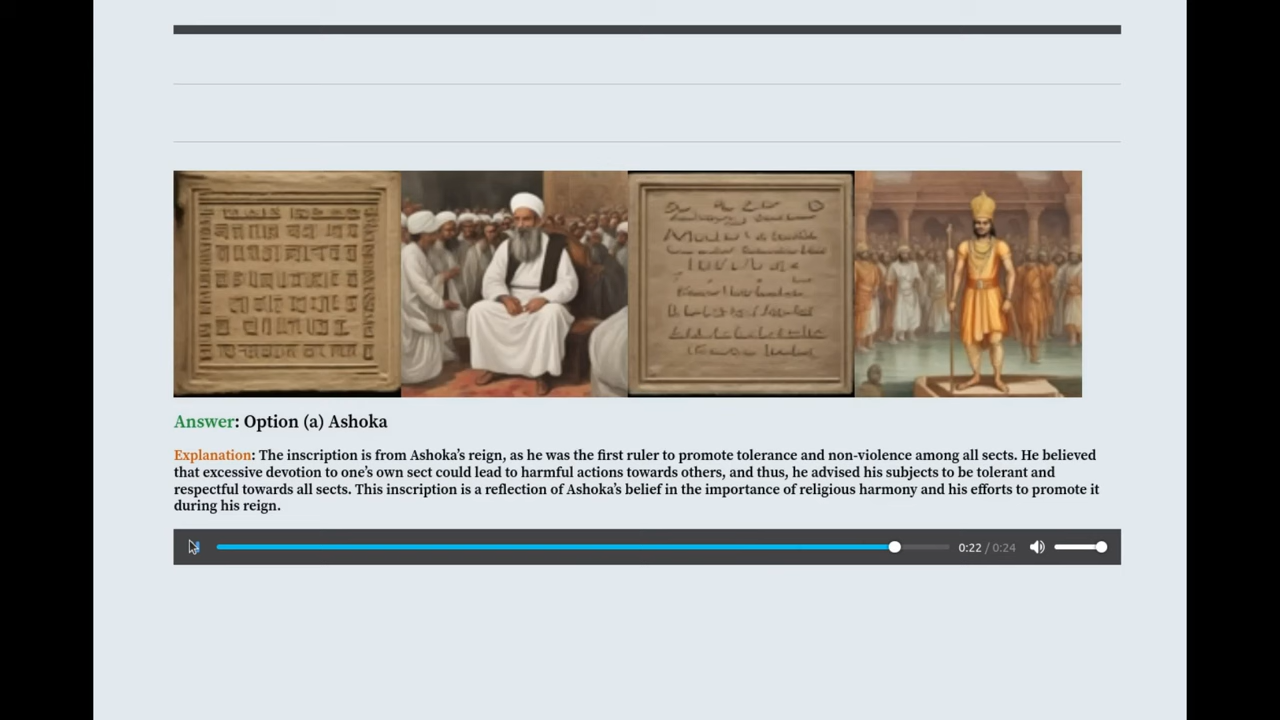 Answer: Option (a) Ashoka
Explanation: The inscription is from Ashoka's reign, as he was the first ruler to promote tolerance and non-violence among all sects. He believed
that excessive devotion to one's own sect could lead to harmful actions towards others, and thus, he advised his subjects to be tolerant and
respectful towards all sects. This inscription is a reflection of Ashoka's belief in the importance of religious harmony and his efforts to promote it
during his reign.
0:22 / 0:24